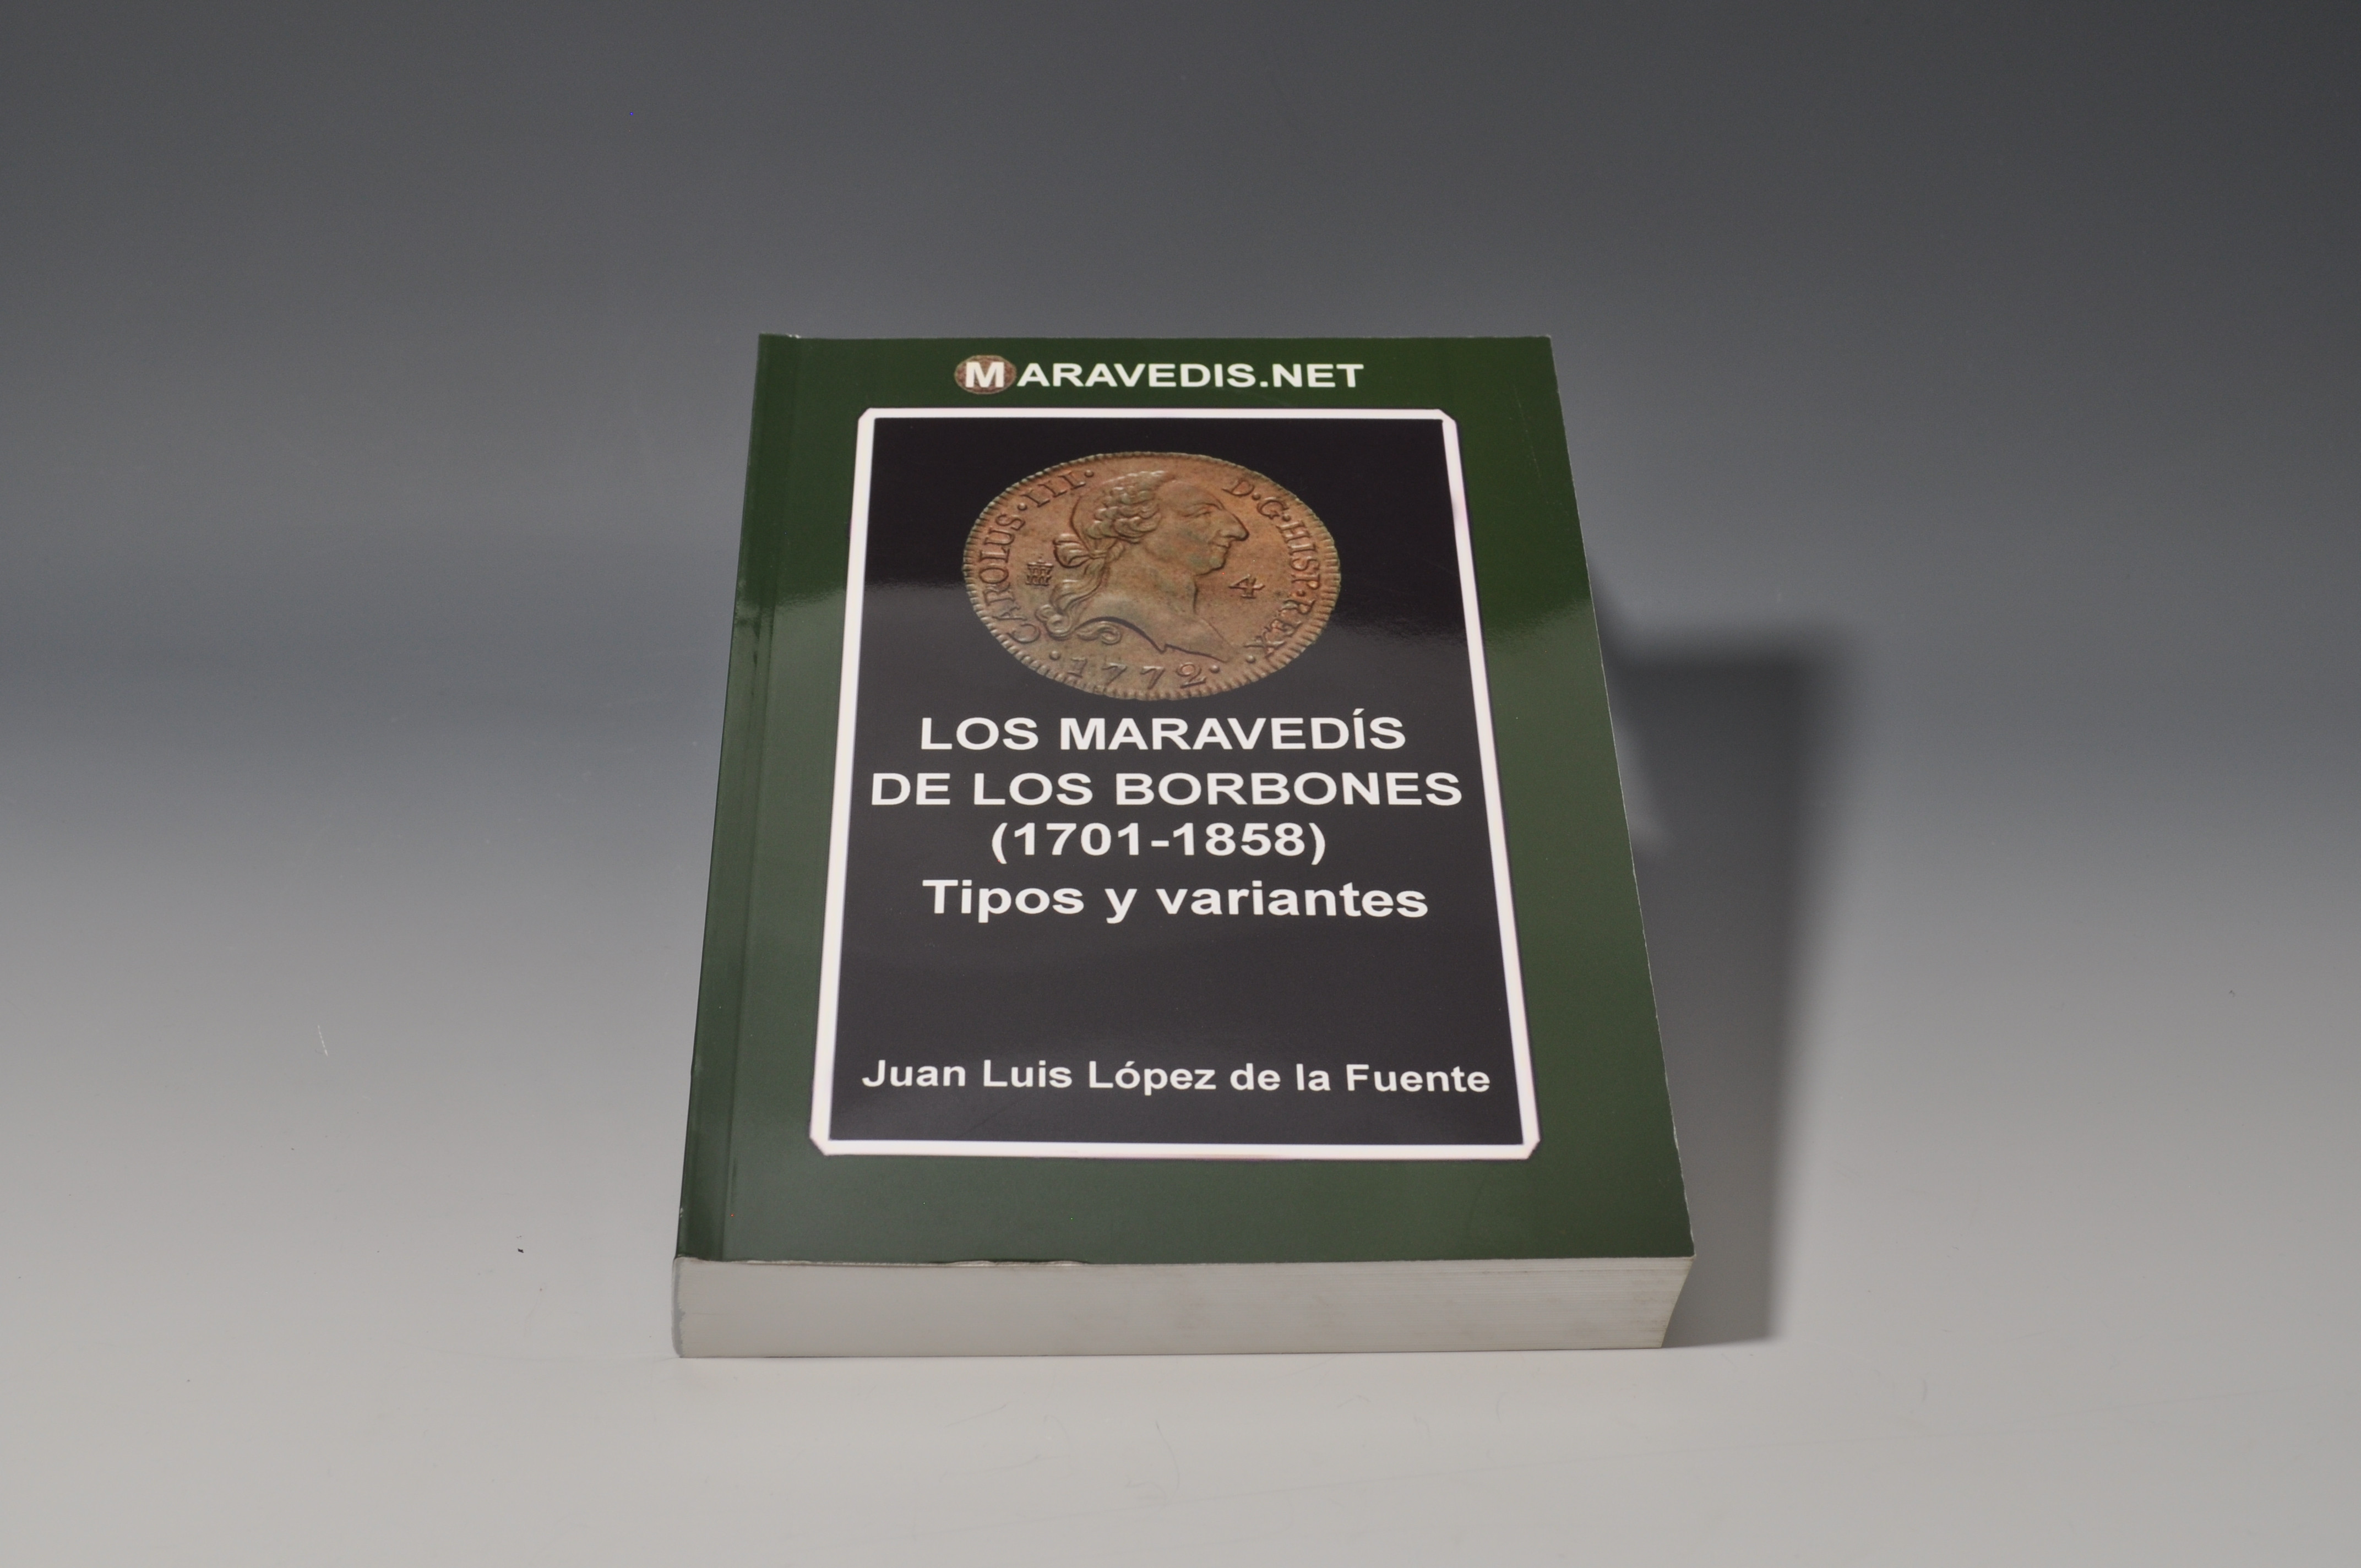 MARAVEDIS.NET
CAROLUS·III· D·G·HISP·REX
4
·1772·
LOS MARAVEDÍS
DE LOS BORBONES
(1701-1858)
Tipos y variantes
Juan Luis López de la Fuente